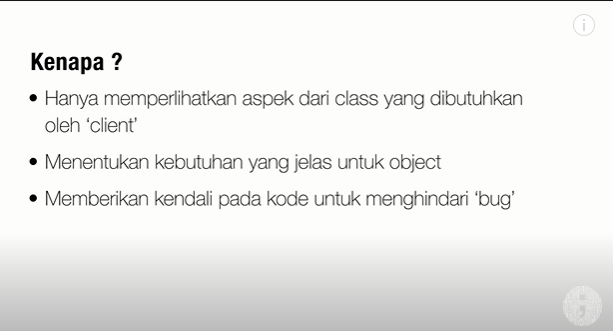 Kenapa ?
• Hanya memperlihatkan aspek dari class yang dibutuhkan
oleh ‘client’
• Menentukan kebutuhan yang jelas untuk object
• Memberikan kendali pada kode untuk menghindari ‘bug’